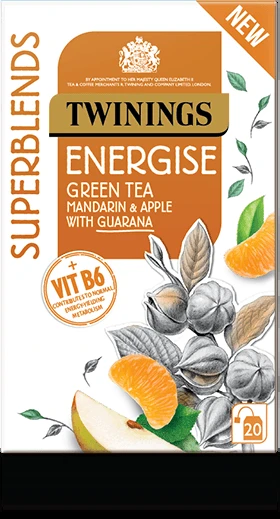 SUPERBLENDS
NEW
BY APPOINTMENT TO HER MAJESTY QUEEN ELIZABETH II
TEA & COFFEE MERCHANTS R. TWINING AND COMPANY LIMITED, LONDON.
TWININGS
ENERGISE
GREEN TEA
MANDARIN & APPLE
WITH GUARANA
+
VIT B6
CONTRIBUTES TO NORMAL
ENERGY-YIELDING
METABOLISM
20